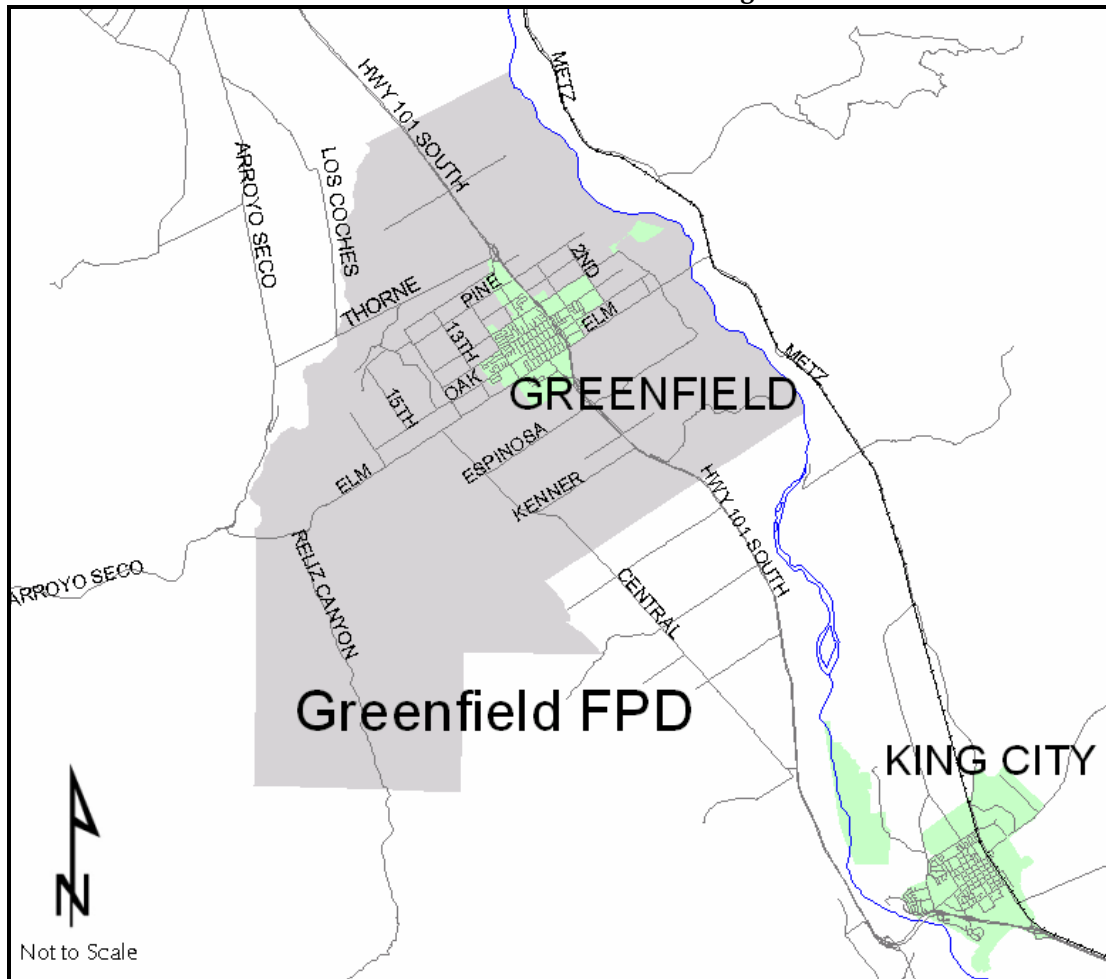 METZ
HWY 101 SOUTH
ARROYO SECO
LOS COCHES
2ND
THORNE
PINE
ELM
13TH
METZ
OAK
GREENFIELD
15TH
ESPINOSA
ELM
KENNER
HWY 101 SOUTH
RELIZ CANYON
ARROYO SECO
CENTRAL
Greenfield FPD
KING CITY
N
Not to Scale